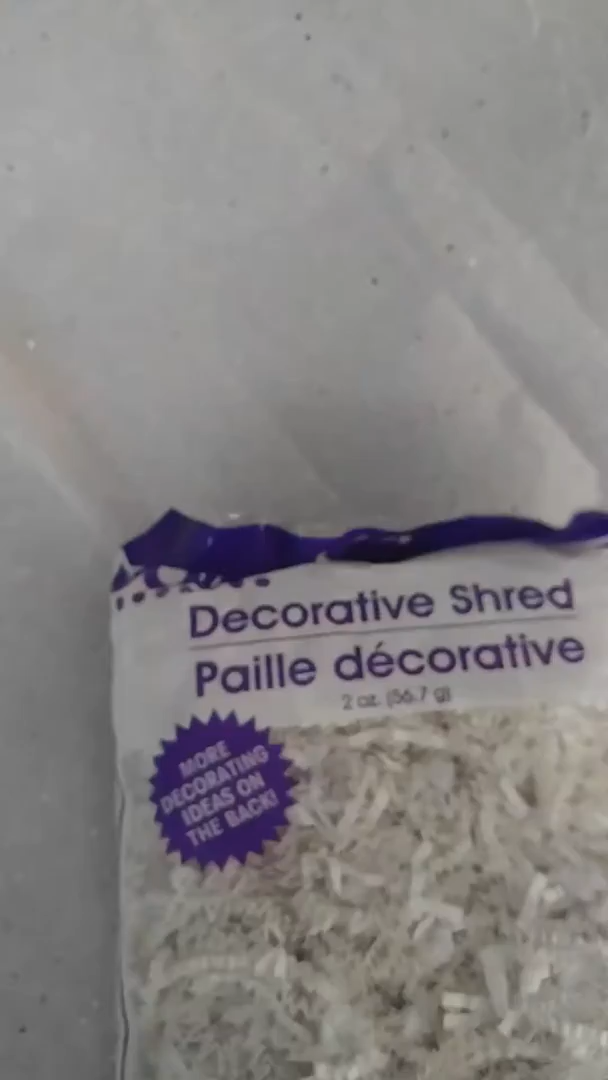 Decorative Shred
Paille décorative
2 oz. (56.7 g)
MORE
DECORATING
IDEAS ON
THE BACK!